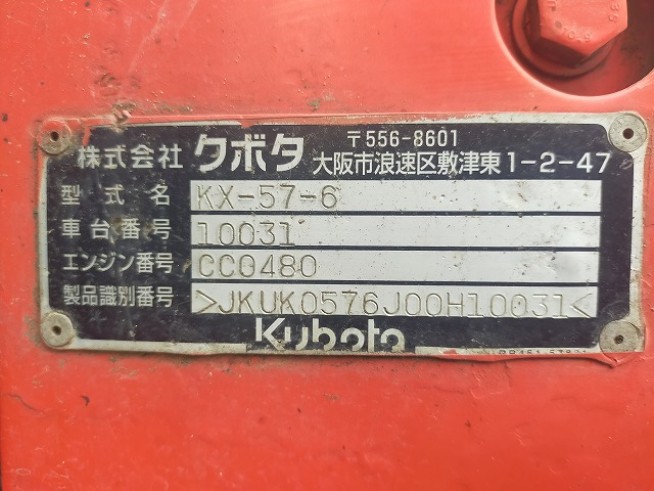 〒556-8601
株式会社 クボタ 大阪市浪速区敷津東1-2-47
型式名 KX-57-6
車台番号 10031
エンジン番号 CC0480
製品識別番号 >JKUK0576J00H10031<
Kubota